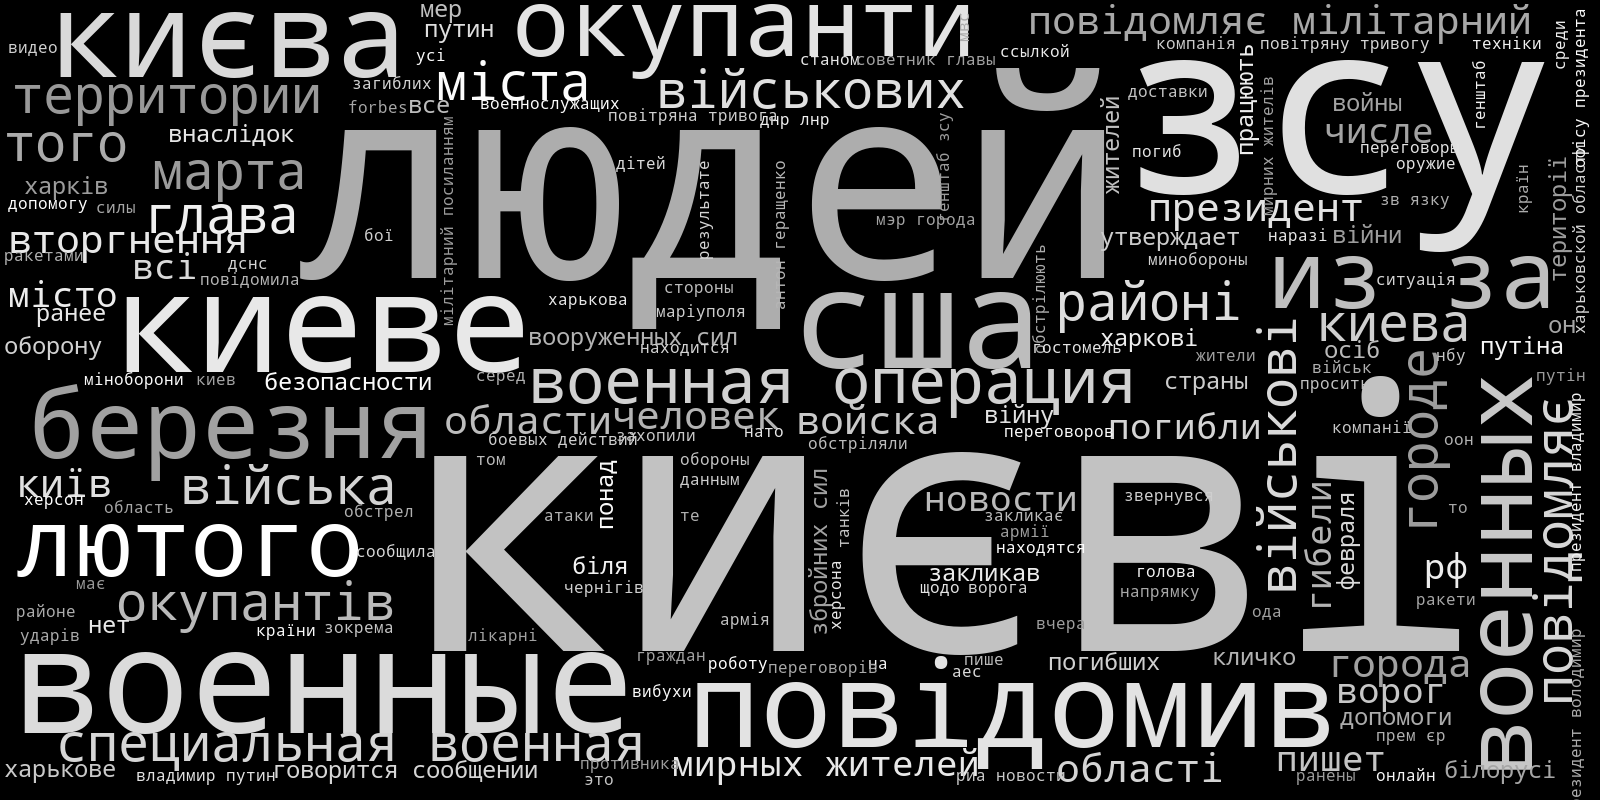 києва
мер
путин
окупанти
повідомляє мілітарний
видео
усі
станом
советник главы
ссылкой
компанія
повітряну тривогу
техніки
среди
офісу президента
территории
загиблих
міста
військових
людей
зсу
forbes
все
военнослужащих
повітряна тривога
днр лнр
жителей
доставки
працюють
мирних жителів
войны
числе
генштаб
переговоры
оружие
того
внаслідок
марта
мілітарний посиланням
дітей
результате
антон геращенко
генштаб зсу
погиб
харків
допомогу
силы
глава
мэр города
президент
зв язку
країн
території
харьковской області
вторгнення
бої
утверждает
наразі
війни
ракетами
всі
дснс
повідомила
минобороны
из за
ситуація
місто
ранее
киеве
харькова
стороны
маріуполя
сша
обстрілюють
районі
киева
он
оборону
вооруженных сил
находится
гостомель
харкові
жители
осіб
нбу
путіна
міноборони
киев
безопасности
серед
военная операция
страны
військ
просить
путін
березня
области
человек
войска
війну
військові
городе
военных
боевых действий
захопили
нато
обстріляли
переговоров
погибли
компанії
оон
президент владимир
повідомляє
києві
київ
херсон
війська
том
понад
обороны
данным
збройних сил
танків
новости
звернувся
гибели
февраля
область
обстрел
атаки
те
закликає
армії
то
лютого
сообщила
находятся
біля
чернігів
херсона
закликав
щодо
ворога
голова
напрямку
рф
має
районе
окупантів
ракети
ударів
нет
країни
зокрема
лікарні
армія
вчера
ода
военные
граждан
роботу
переговорів
на
пише
аес
погибших
кличко
города
президент володимир
вибухи
повідомив
ворог
допомоги
прем єр
специальная военная
харькове
владимир путин
говорится сообщении
противника
это
мирных жителей
риа новости
області
пишет
ранены
онлайн
білорусі